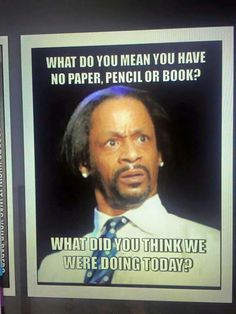 WHAT DO YOU MEAN YOU HAVE
NO PAPER, PENCIL OR BOOK?
WHAT DID YOU THINK WE
WERE DOING TODAY?